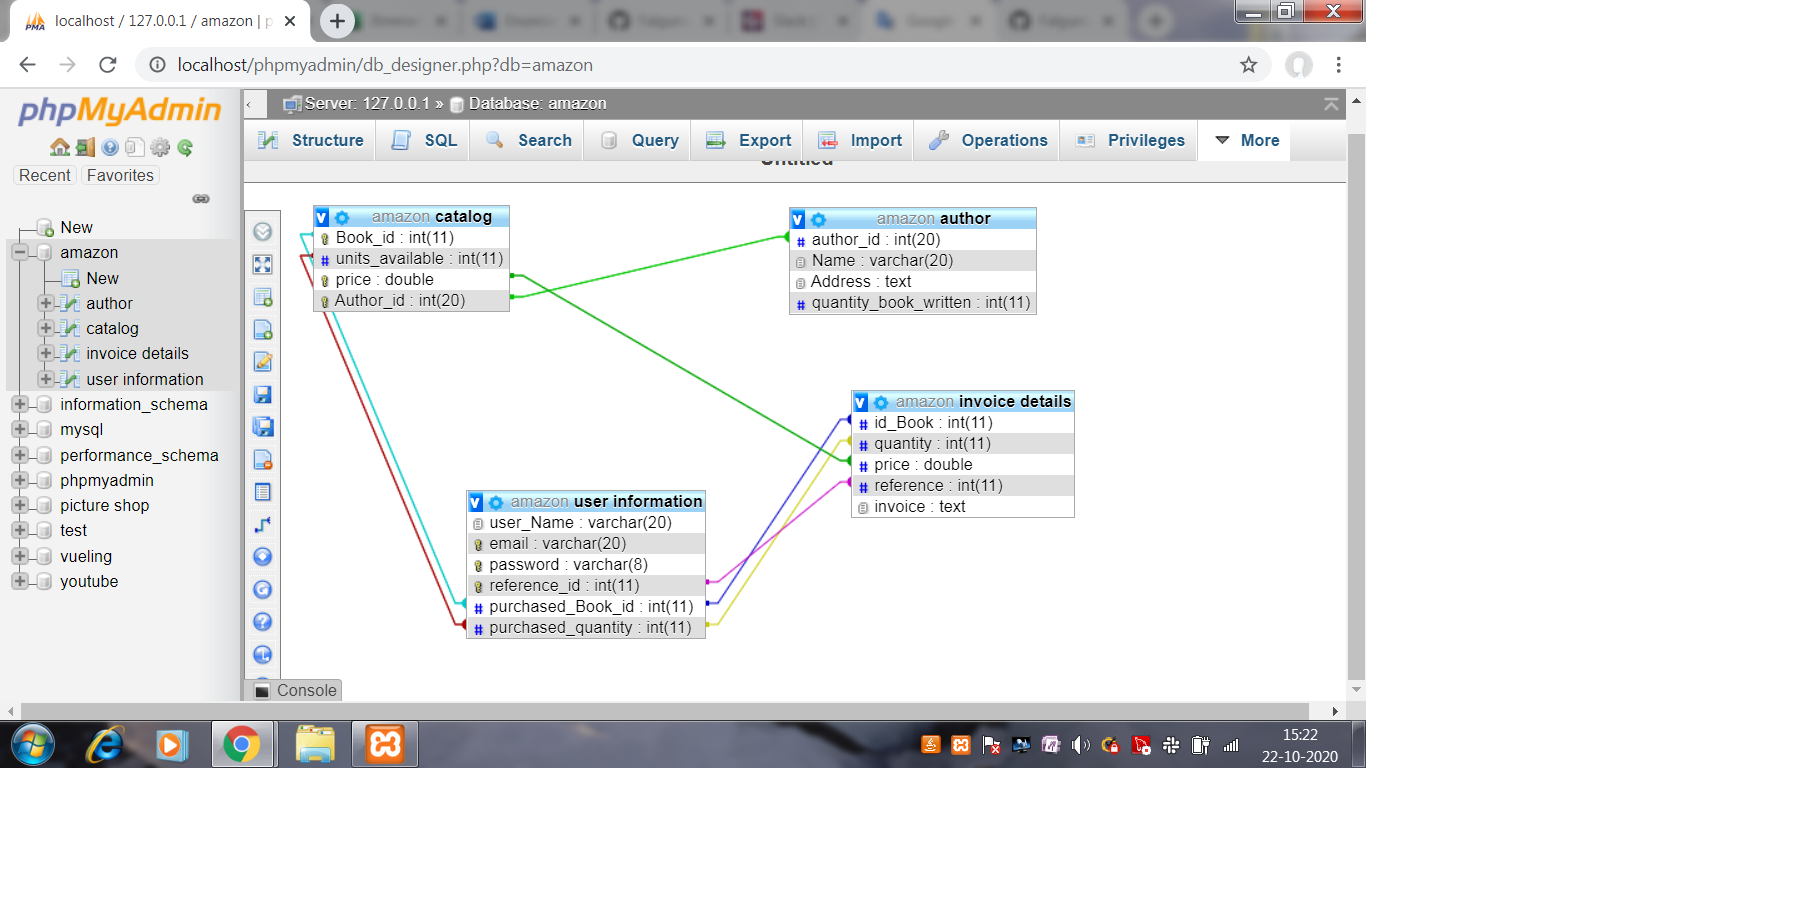 localhost / 127.0.0.1 / amazon | p
localhost/phpmyadmin/db_designer.php?db=amazon
phpMyAdmin
Recent
Favorites
New
amazon
New
author
catalog
invoice details
user information
information_schema
mysql
performance_schema
phpmyadmin
picture shop
test
vueling
youtube
Server: 127.0.0.1 » Database: amazon
Structure
SQL
Search
Query
Export
Import
Operations
Privileges
More
Untitled
amazon catalog
Book_id : int(11)
units_available : int(11)
price : double
Author_id : int(20)
amazon author
author_id : int(20)
Name : varchar(20)
Address : text
quantity_book_written : int(11)
amazon invoice details
id_Book : int(11)
quantity : int(11)
price : double
reference : int(11)
invoice : text
amazon user information
user_Name : varchar(20)
email : varchar(20)
password : varchar(8)
reference_id : int(11)
purchased_Book_id : int(11)
purchased_quantity : int(11)
Console
15:22
22-10-2020